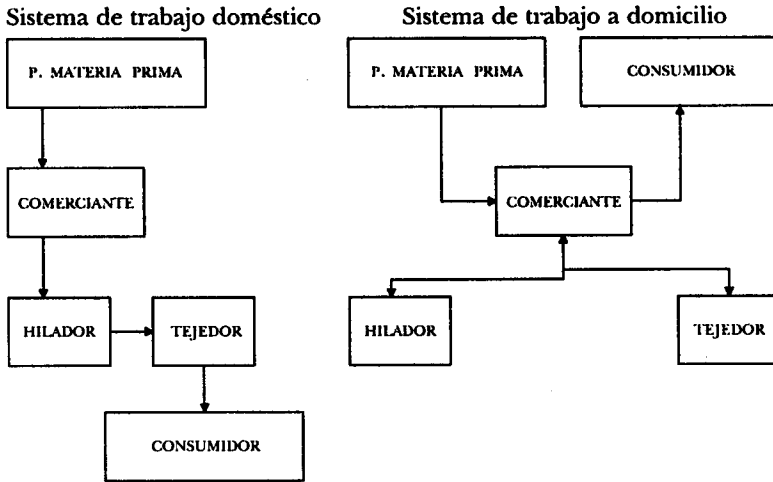 Sistema de trabajo doméstico
P. MATERIA PRIMA
COMERCIANTE
HILADOR
TEJEDOR
CONSUMIDOR
Sistema de trabajo a domicilio
P. MATERIA PRIMA
CONSUMIDOR
COMERCIANTE
HILADOR
TEJEDOR